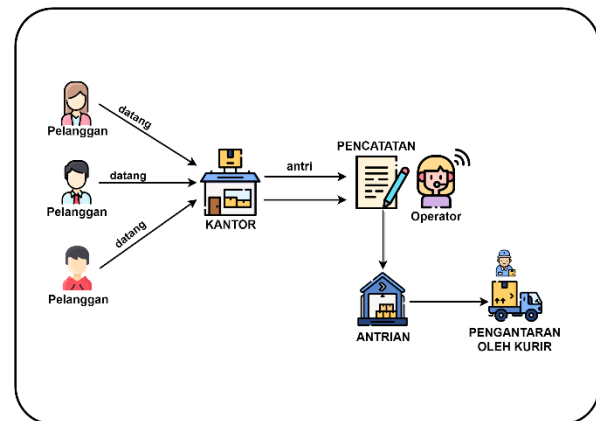 datang
Pelanggan
datang
Pelanggan
datang
Pelanggan
KANTOR
antri
PENCATATAN
Operator
ANTRIAN
PENGANTARAN
OLEH KURIR